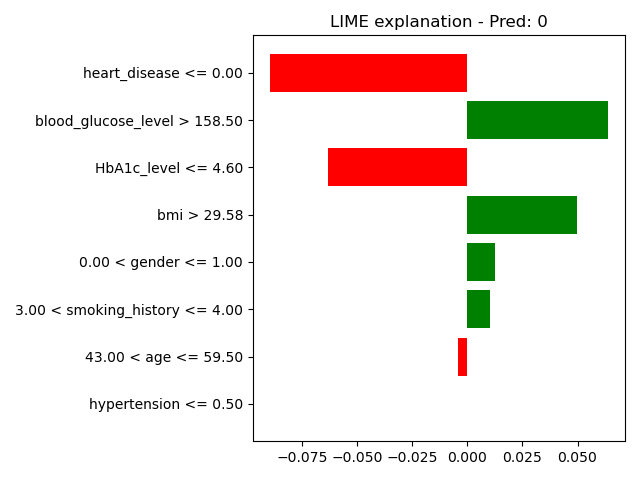 LIME explanation - Pred: 0
heart_disease <= 0.00
blood_glucose_level > 158.50
HbA1c_level <= 4.60
bmi > 29.58
0.00 < gender <= 1.00
3.00 < smoking_history <= 4.00
43.00 < age <= 59.50
hypertension <= 0.50
−0.075 −0.050 −0.025 0.000 0.025 0.050